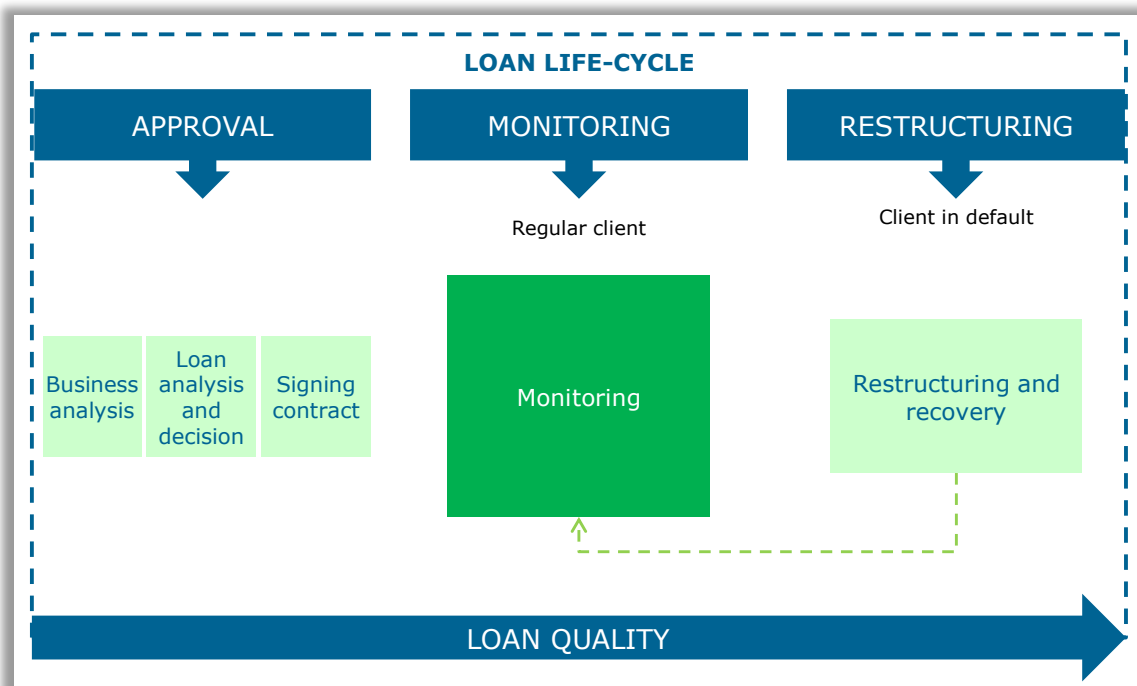 LOAN LIFE-CYCLE
APPROVAL
MONITORING
RESTRUCTURING
Regular client
Client in default
Business
analysis
Loan
analysis
and
decision
Signing
contract
Monitoring
Restructuring and
recovery
LOAN QUALITY